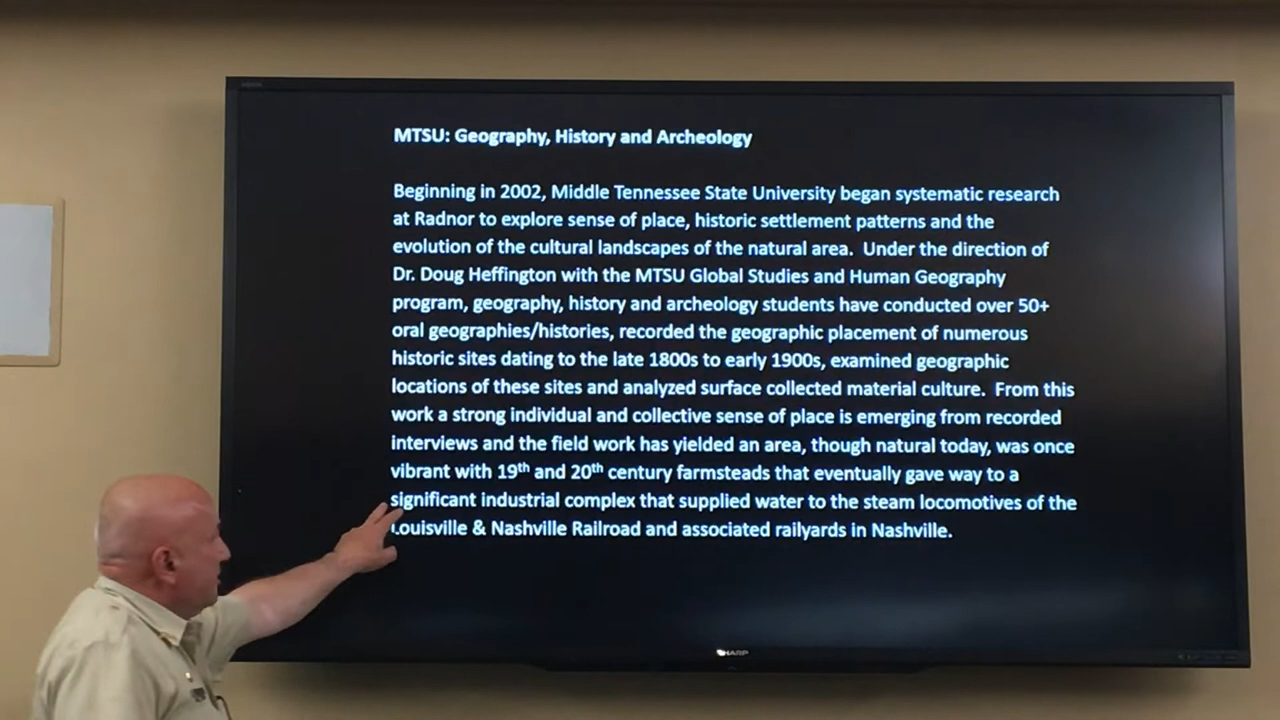 MTSU: Geography, History and Archeology
Beginning in 2002, Middle Tennessee State University began systematic research
at Radnor to explore sense of place, historic settlement patterns and the
evolution of the cultural landscapes of the natural area.  Under the direction of
Dr. Doug Heffington with the MTSU Global Studies and Human Geography
program, geography, history and archeology students have conducted over 50+
oral geographies/histories, recorded the geographic placement of numerous
historic sites dating to the late 1800s to early 1900s, examined geographic
locations of these sites and analyzed surface collected material culture.  From this
work a strong individual and collective sense of place is emerging from recorded
interviews and the field work has yielded an area, though natural today, was once
vibrant with 19th and 20th century farmsteads that eventually gave way to a
significant industrial complex that supplied water to the steam locomotives of the
Louisville & Nashville Railroad and associated railyards in Nashville.
SHARP